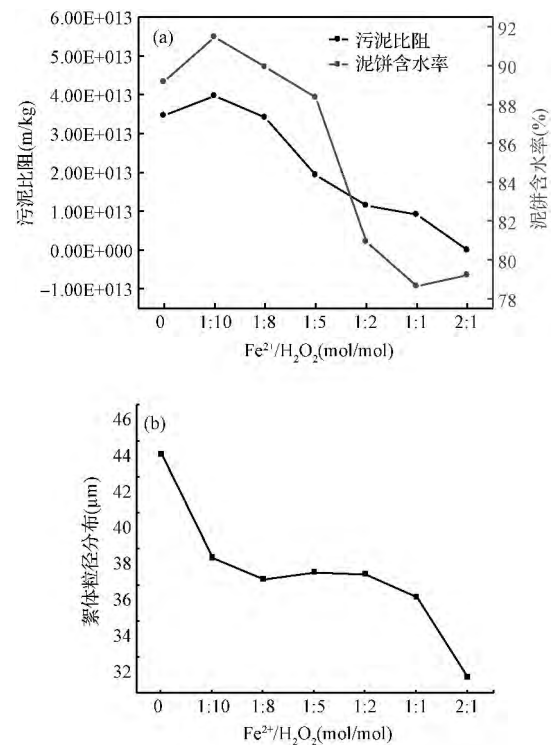 (a)
污泥比阻
泥饼含水率
6.00E+013
5.00E+013
4.00E+013
3.00E+013
2.00E+013
1.00E+013
0.00E+000
−1.00E+013
污泥比阻(m/kg)
92
90
88
86
84
82
80
78
泥饼含水率(%)
0 1:10 1:8 1:5 1:2 1:1 2:1
Fe²⁺/H₂O₂(mol/mol)
(b)
46
44
42
40
38
36
34
32
絮体粒径分布(μm)
0 1:10 1:8 1:5 1:2 1:1 2:1
Fe²⁺/H₂O₂(mol/mol)